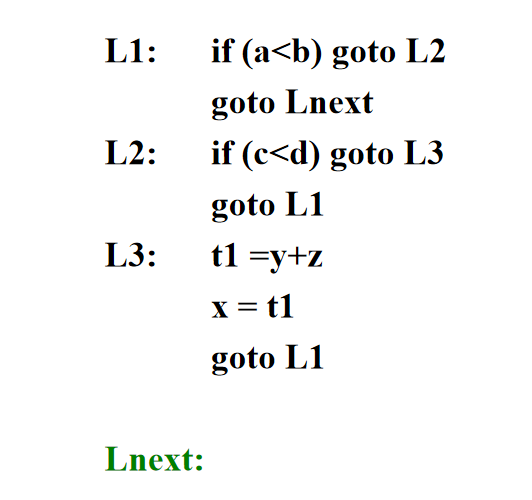 L1: if (a<b) goto L2
goto Lnext
L2: if (c<d) goto L3
goto L1
L3: t1 =y+z
x = t1
goto L1
Lnext: